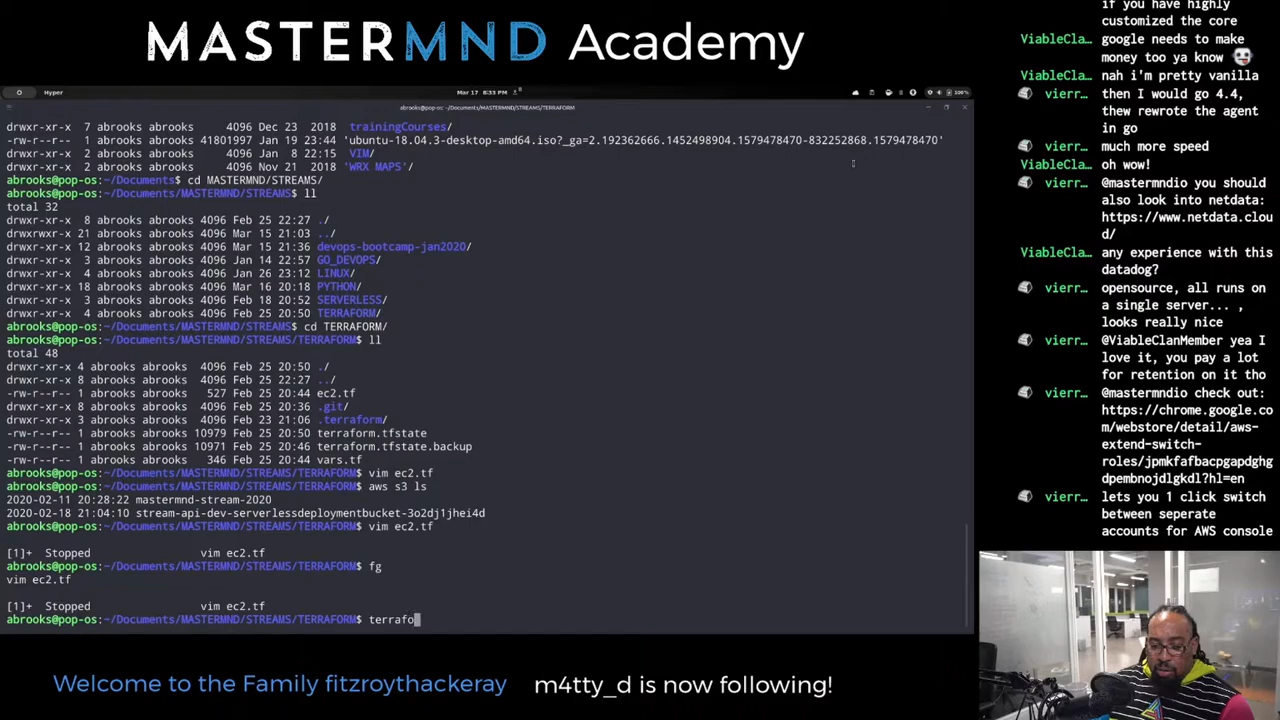 MASTERMND Academy
Hyper
Mar 17 8:33 PM
100%
abrooks@pop-os: ~/Documents/MASTERMND/STREAMS/TERRAFORM
drwxr-xr-x 7 abrooks abrooks 4096 Dec 23 2018 trainingCourses/
-rw-r--r-- 1 abrooks abrooks 41801997 Jan 19 23:44 'ubuntu-18.04.3-desktop-amd64.iso?_ga=2.192362666.1452498904.1579478470-832252868.1579478470'
drwxr-xr-x 2 abrooks abrooks 4096 Jan 8 22:15 VIM/
drwxr-xr-x 2 abrooks abrooks 4096 Nov 21 2018 'WRX MAPS'/
abrooks@pop-os:~/Documents$ cd MASTERMND/STREAMS/
abrooks@pop-os:~/Documents/MASTERMND/STREAMS$ ll
total 32
drwxr-xr-x 8 abrooks abrooks 4096 Feb 25 22:27 ./
drwxrwxr-x 21 abrooks abrooks 4096 Mar 15 21:03 ../
drwxr-xr-x 12 abrooks abrooks 4096 Mar 15 21:36 devops-bootcamp-jan2020/
drwxr-xr-x 3 abrooks abrooks 4096 Jan 14 22:57 GO_DEVOPS/
drwxr-xr-x 4 abrooks abrooks 4096 Jan 26 23:12 LINUX/
drwxr-xr-x 18 abrooks abrooks 4096 Mar 16 20:18 PYTHON/
drwxr-xr-x 3 abrooks abrooks 4096 Feb 18 20:52 SERVERLESS/
drwxr-xr-x 4 abrooks abrooks 4096 Feb 25 20:50 TERRAFORM/
abrooks@pop-os:~/Documents/MASTERMND/STREAMS$ cd TERRAFORM/
abrooks@pop-os:~/Documents/MASTERMND/STREAMS/TERRAFORM$ ll
total 48
drwxr-xr-x 4 abrooks abrooks 4096 Feb 25 20:50 ./
drwxr-xr-x 8 abrooks abrooks 4096 Feb 25 22:27 ../
-rw-r--r-- 1 abrooks abrooks 527 Feb 25 20:44 ec2.tf
drwxr-xr-x 8 abrooks abrooks 4096 Feb 25 20:36 .git/
drwxr-xr-x 3 abrooks abrooks 4096 Feb 23 21:06 .terraform/
-rw-r--r-- 1 abrooks abrooks 10979 Feb 25 20:50 terraform.tfstate
-rw-r--r-- 1 abrooks abrooks 10971 Feb 25 20:46 terraform.tfstate.backup
-rw-r--r-- 1 abrooks abrooks 346 Feb 25 20:44 vars.tf
abrooks@pop-os:~/Documents/MASTERMND/STREAMS/TERRAFORM$ vim ec2.tf
abrooks@pop-os:~/Documents/MASTERMND/STREAMS/TERRAFORM$ aws s3 ls
2020-02-11 20:28:22 mastermnd-stream-2020
2020-02-18 21:04:10 stream-api-dev-serverlessdeploymentbucket-3o2dj1jhei4d
abrooks@pop-os:~/Documents/MASTERMND/STREAMS/TERRAFORM$ vim ec2.tf
[1]+ Stopped vim ec2.tf
abrooks@pop-os:~/Documents/MASTERMND/STREAMS/TERRAFORM$ fg
vim ec2.tf
[1]+ Stopped vim ec2.tf
abrooks@pop-os:~/Documents/MASTERMND/STREAMS/TERRAFORM$ terrafo
if you have highly
customized the core
ViableCla... google needs to make
money too ya know
ViableCla... nah i'm pretty vanilla
vierr... then I would go 4.4,
thew rewrote the agent
in go
vierr... much more speed
ViableCla... oh wow!
vierr... @mastermndio you should
also look into netdata:
https://www.netdata.clou
d/
ViableCla... any experience with this
datadog?
vierr... opensource, all runs on
a single server... ,
looks really nice
vierr... @ViableClanMember yea I
love it, you pay a lot
for retention on it tho
vierr... @mastermndio check out:
https://chrome.google.co
m/webstore/detail/aws-
extend-switch-
roles/jpmkfafbacpgapdghg
dpembnojdlgkdl?hl=en
vierr... lets you 1 click switch
between seperate
accounts for AWS console
Welcome to the Family fitzroythackeray
m4tty_d is now following!